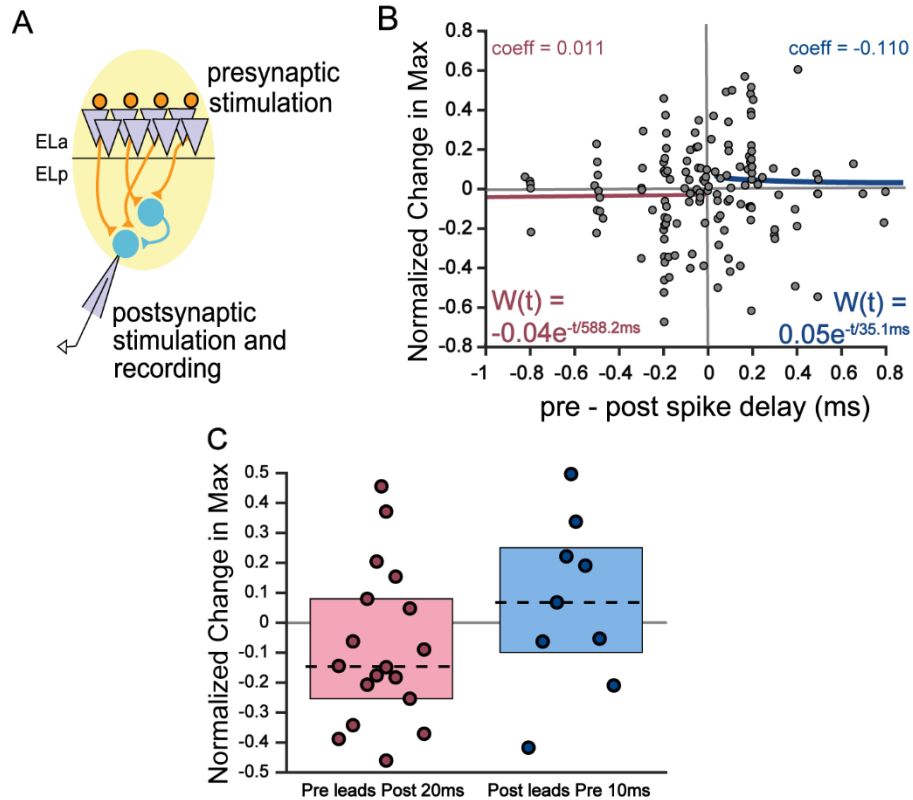 A
presynaptic
stimulation
ELa
ELp
postsynaptic
stimulation and
recording
B
Normalized Change in Max
0.8
0.6
0.4
0.2
0
-0.2
-0.4
-0.6
-0.8
coeff = 0.011
coeff = -0.110
W(t) =
-0.04e-t/588.2ms
W(t) =
0.05e-t/35.1ms
-1 -0.8 -0.6 -0.4 -0.2 0 0.2 0.4 0.6 0.8
pre - post spike delay (ms)
C
Normalized Change in Max
0.5
0.4
0.3
0.2
0.1
0
-0.1
-0.2
-0.3
-0.4
-0.5
Pre leads Post 20ms
Post leads Pre 10ms